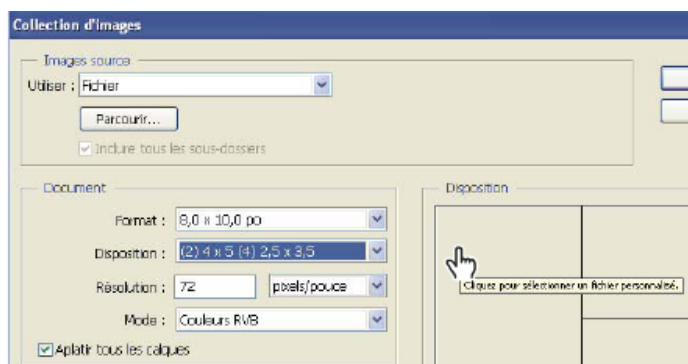 Collection d'images
Images source
Utiliser : Fichier
Parcourir...
Inclure tous les sous-dossiers
Document
Format : 8,0 x 10,0 po
Disposition : (2) 4 x 5 (4) 2,5 x 3,5
Résolution : 72 pixels/pouce
Mode : Couleurs RVB
Aplatir tous les calques
Disposition
Cliquez pour sélectionner un fichier personnalisé.